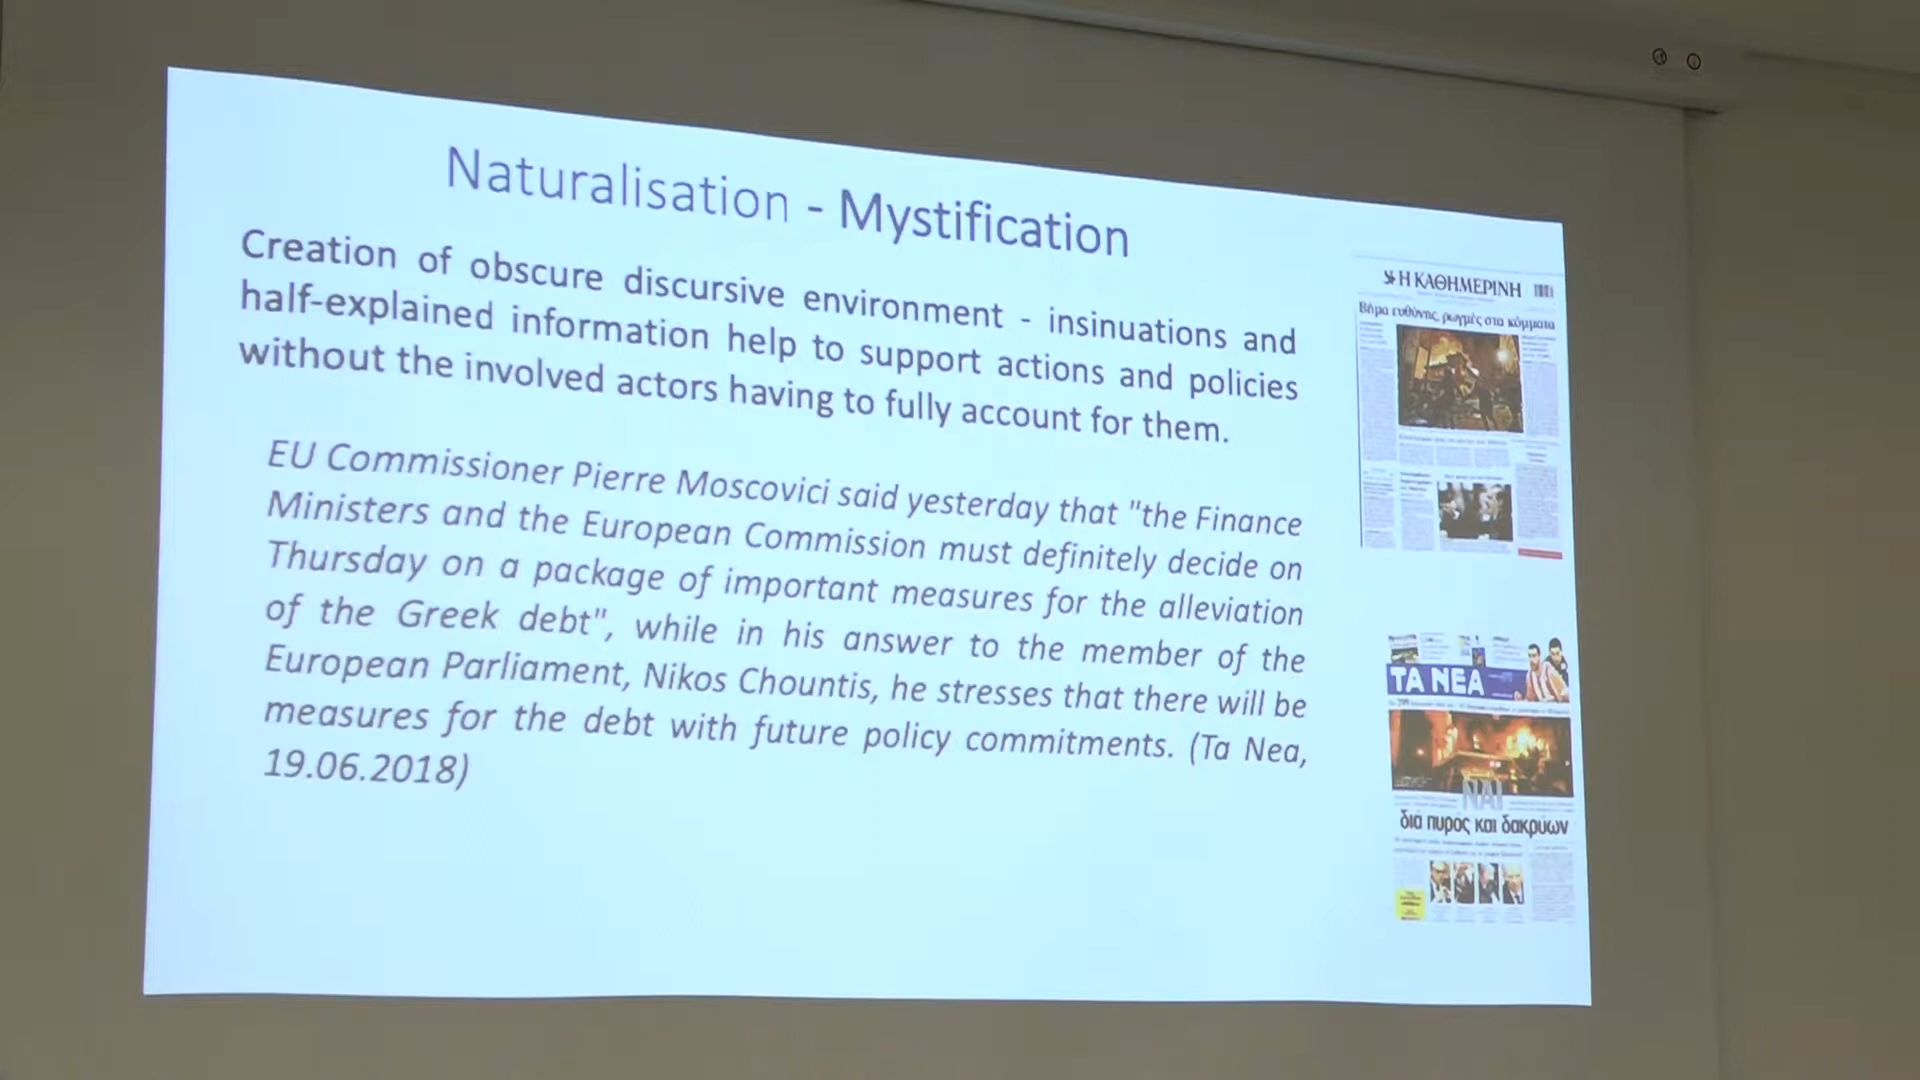 Naturalisation - Mystification
Creation of obscure discursive environment - insinuations and
half-explained information help to support actions and policies
without the involved actors having to fully account for them.
EU Commissioner Pierre Moscovici said yesterday that "the Finance
Ministers and the European Commission must definitely decide on
Thursday on a package of important measures for the alleviation
of the Greek debt", while in his answer to the member of the
European Parliament, Nikos Chountis, he stresses that there will be
measures for the debt with future policy commitments. (Ta Nea,
19.06.2018)
Η ΚΑΘΗΜΕΡΙΝΗ
Βήμα ευθύνης, ρωγμές στα κόμματα
ΤΑ ΝΕΑ
ΝΑΙ
διά πυρός και δακρύων